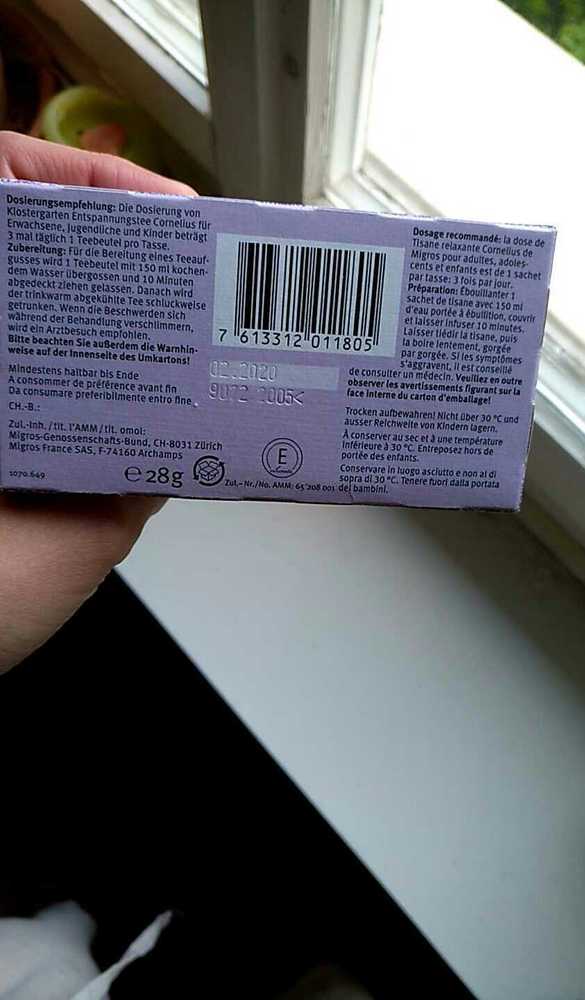 Dosierungsempfehlung: Die Dosierung von
Klostergarten Entspannungstee Cornelius für
Erwachsene, Jugendliche und Kinder beträgt
3 mal täglich 1 Teebeutel pro Tasse.
Zubereitung: Für die Bereitung eines Teeauf-
gusses wird 1 Teebeutel mit 150 ml kochen-
dem Wasser übergossen und 10 Minuten
abgedeckt ziehen gelassen. Danach wird
der trinkwarm abgekühlte Tee schluckweise
getrunken. Wenn die Beschwerden sich
während der Behandlung verschlimmern,
wird ein Arztbesuch empfohlen.
Bitte beachten Sie außerdem die Warnhin-
weise auf der Innenseite des Umkartons!
Mindestens haltbar bis Ende
A consommer de préférence avant fin
Da consumare preferibilmente entro fine
CH.-B.:
Zul.-Inh./tit. l'AMM/tit. omol:
Migros-Genossenschafts-Bund, CH-8031 Zürich
Migros France SAS, F-74160 Archamps
1070.649
7 613312 011805
02.2020
9072 2005<
e 28g
E
Zul.-Nr./No. AMM: 65'208 001
Dosage recommandé: la dose de
Tisane relaxante Cornelius de
Migros pour adultes, adoles-
cents et enfants est de 1 sachet
par tasse: 3 fois par jour.
Préparation: Ébouillanter 1
sachet de tisane avec 150 ml
d'eau portée à ébullition, couvrir
et laisser infuser 10 minutes.
Laisser tiédir la tisane, puis
la boire lentement, gorgée
par gorgée. Si les symptômes
s'aggravent, il est conseillé
de consulter un médecin. Veuillez en outre
observer les avertissements figurant sur la
face interne du carton d'emballage!
Trocken aufbewahren! Nicht über 30 °C und
ausser Reichweite von Kindern lagern.
À conserver au sec et à une température
inférieure à 30 °C. Entreposez hors de
portée des enfants.
Conservare in luogo asciutto e non al di
sopra di 30 °C. Tenere fuori dalla portata
dei bambini.